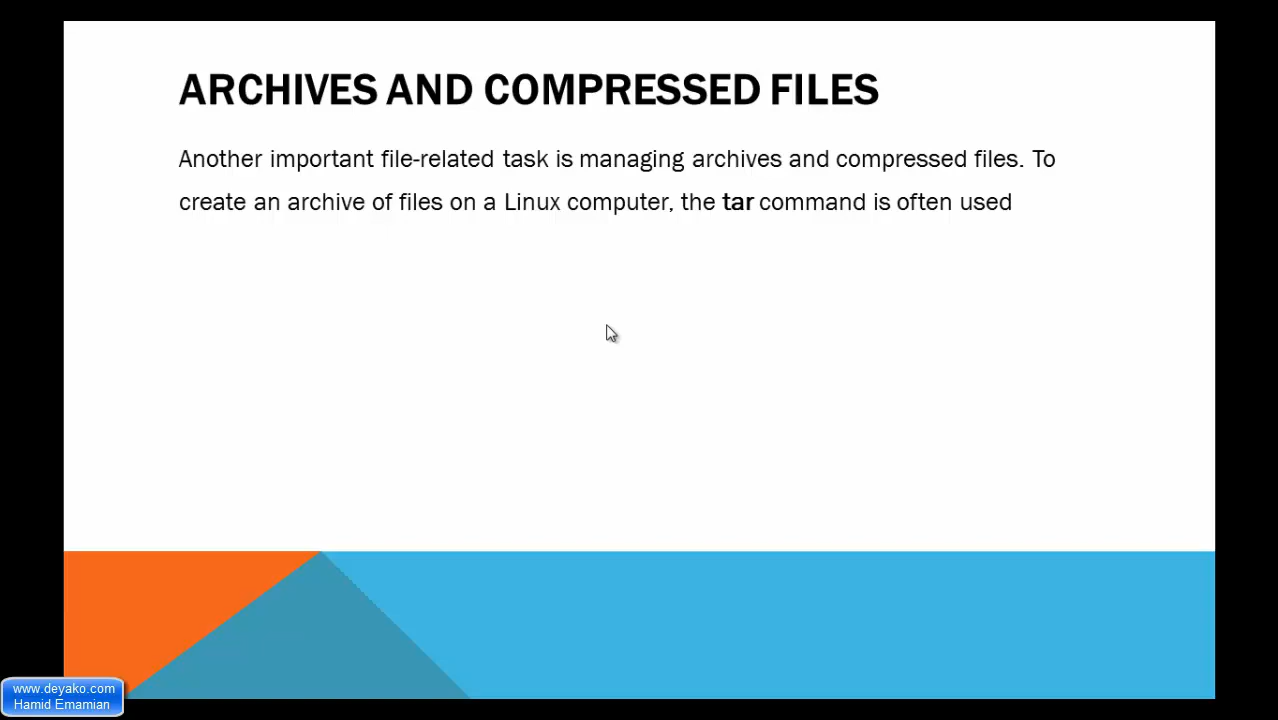 ARCHIVES AND COMPRESSED FILES
Another important file-related task is managing archives and compressed files. To
create an archive of files on a Linux computer, the tar command is often used
www.deyako.com
Hamid Emamian